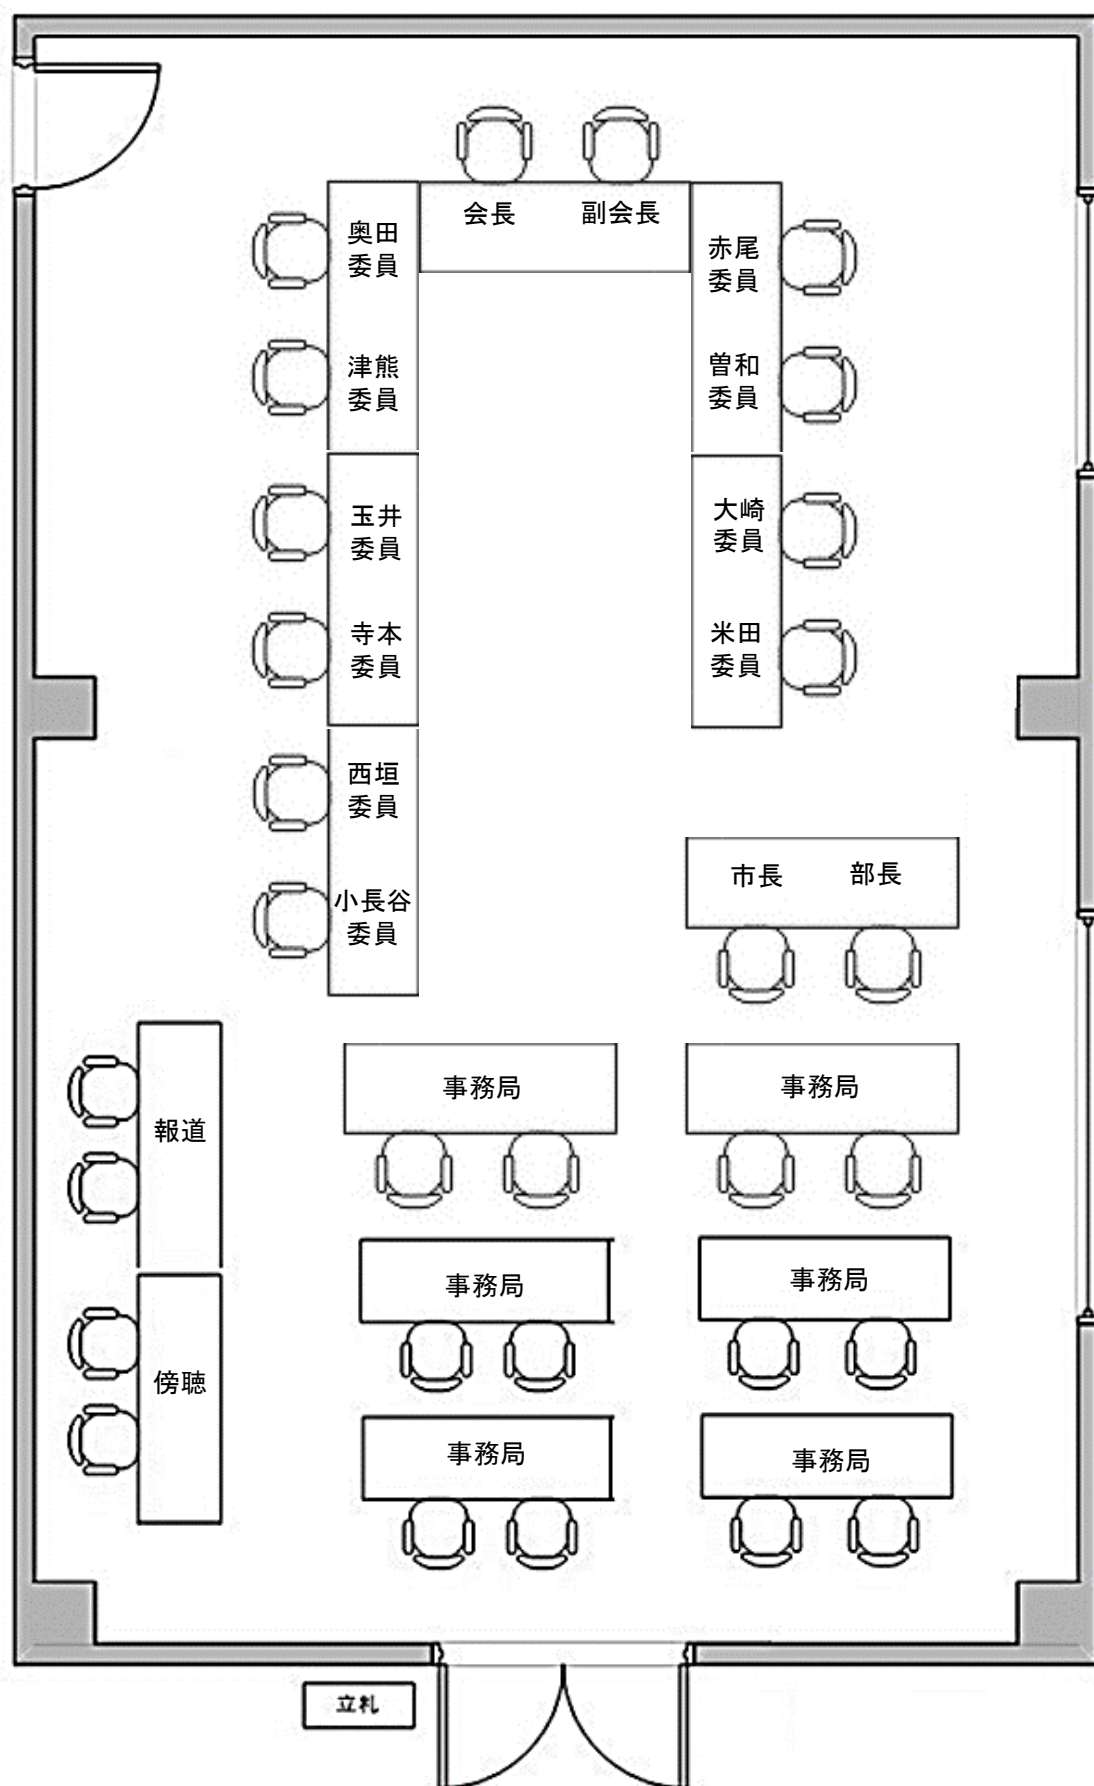 会長
副会長
奥田
委員
赤尾
委員
津熊
委員
曽和
委員
玉井
委員
大崎
委員
寺本
委員
米田
委員
西垣
委員
小長谷
委員
市長
部長
事務局
事務局
報道
事務局
事務局
傍聴
事務局
事務局
立札